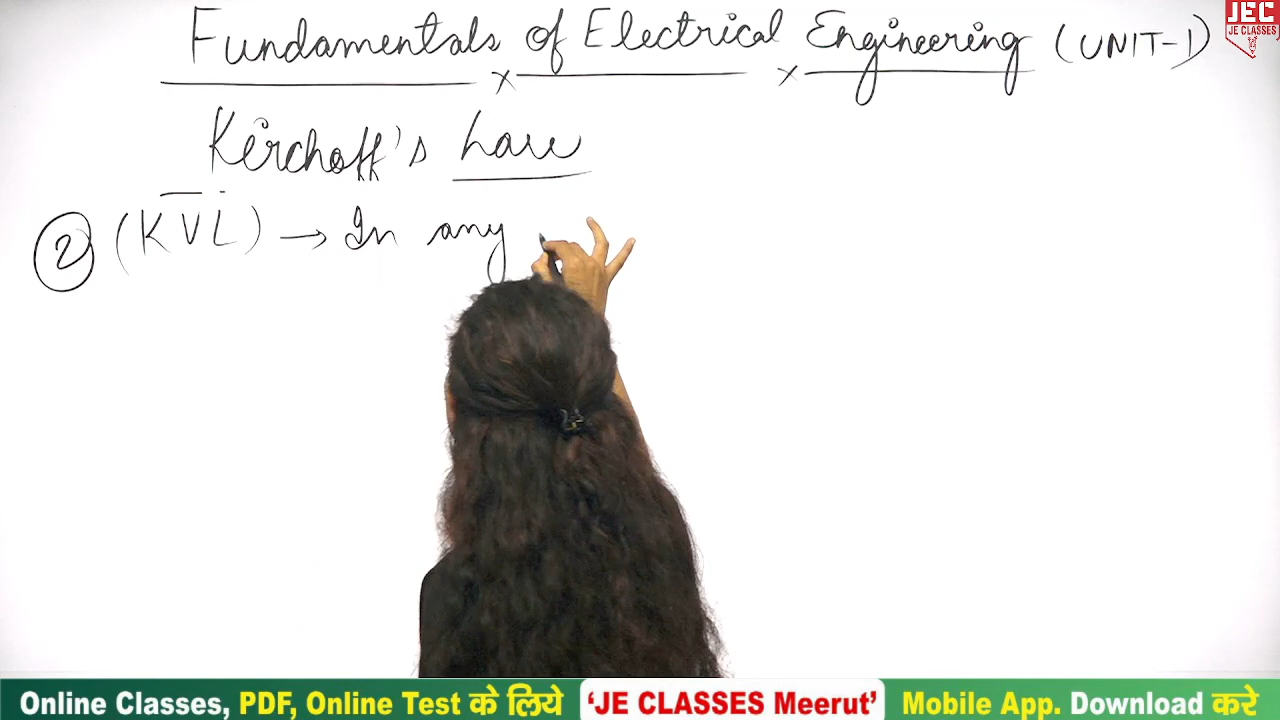 JEC
JE CLASSES
Fundamentals of Electrical Engineering (UNIT-1)
Kirchoff's Law
2 (KVL) → In any
Online Classes, PDF, Online Test के लिये 'JE CLASSES Meerut' Mobile App. Download करे